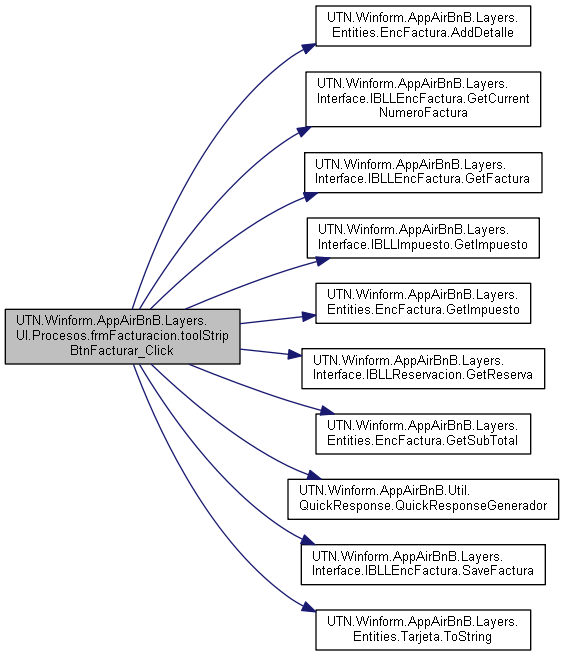 UTN.Winform.AppAirBnB.Layers.
Entities.EncFactura.AddDetalle
UTN.Winform.AppAirBnB.Layers.
Interface.IBLLEncFactura.GetCurrent
NumeroFactura
UTN.Winform.AppAirBnB.Layers.
Interface.IBLLEncFactura.GetFactura
UTN.Winform.AppAirBnB.Layers.
Interface.IBLLImpuesto.GetImpuesto
UTN.Winform.AppAirBnB.Layers.
UI.Procesos.frmFacturacion.toolStrip
BtnFacturar_Click
UTN.Winform.AppAirBnB.Layers.
Entities.EncFactura.GetImpuesto
UTN.Winform.AppAirBnB.Layers.
Interface.IBLLReservacion.GetReserva
UTN.Winform.AppAirBnB.Layers.
Entities.EncFactura.GetSubTotal
UTN.Winform.AppAirBnB.Util.
QuickResponse.QuickResponseGenerador
UTN.Winform.AppAirBnB.Layers.
Interface.IBLLEncFactura.SaveFactura
UTN.Winform.AppAirBnB.Layers.
Entities.Tarjeta.ToString